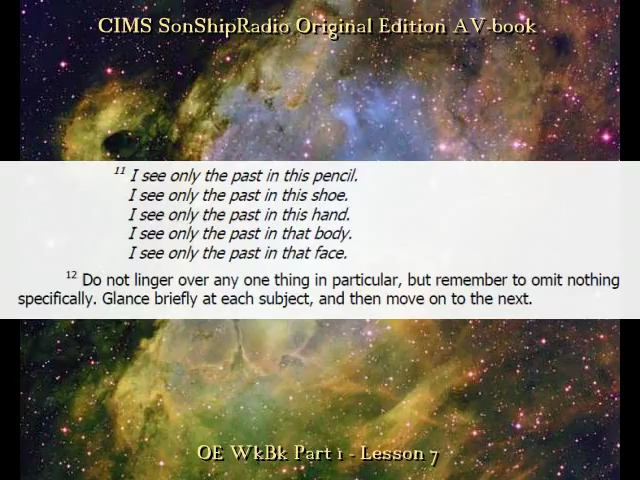 CIMS SonShipRadio Original Edition AV-book
11 I see only the past in this pencil.
I see only the past in this shoe.
I see only the past in this hand.
I see only the past in that body.
I see only the past in that face.
12 Do not linger over any one thing in particular, but remember to omit nothing
specifically. Glance briefly at each subject, and then move on to the next.
OE WkBk Part 1 - Lesson 7